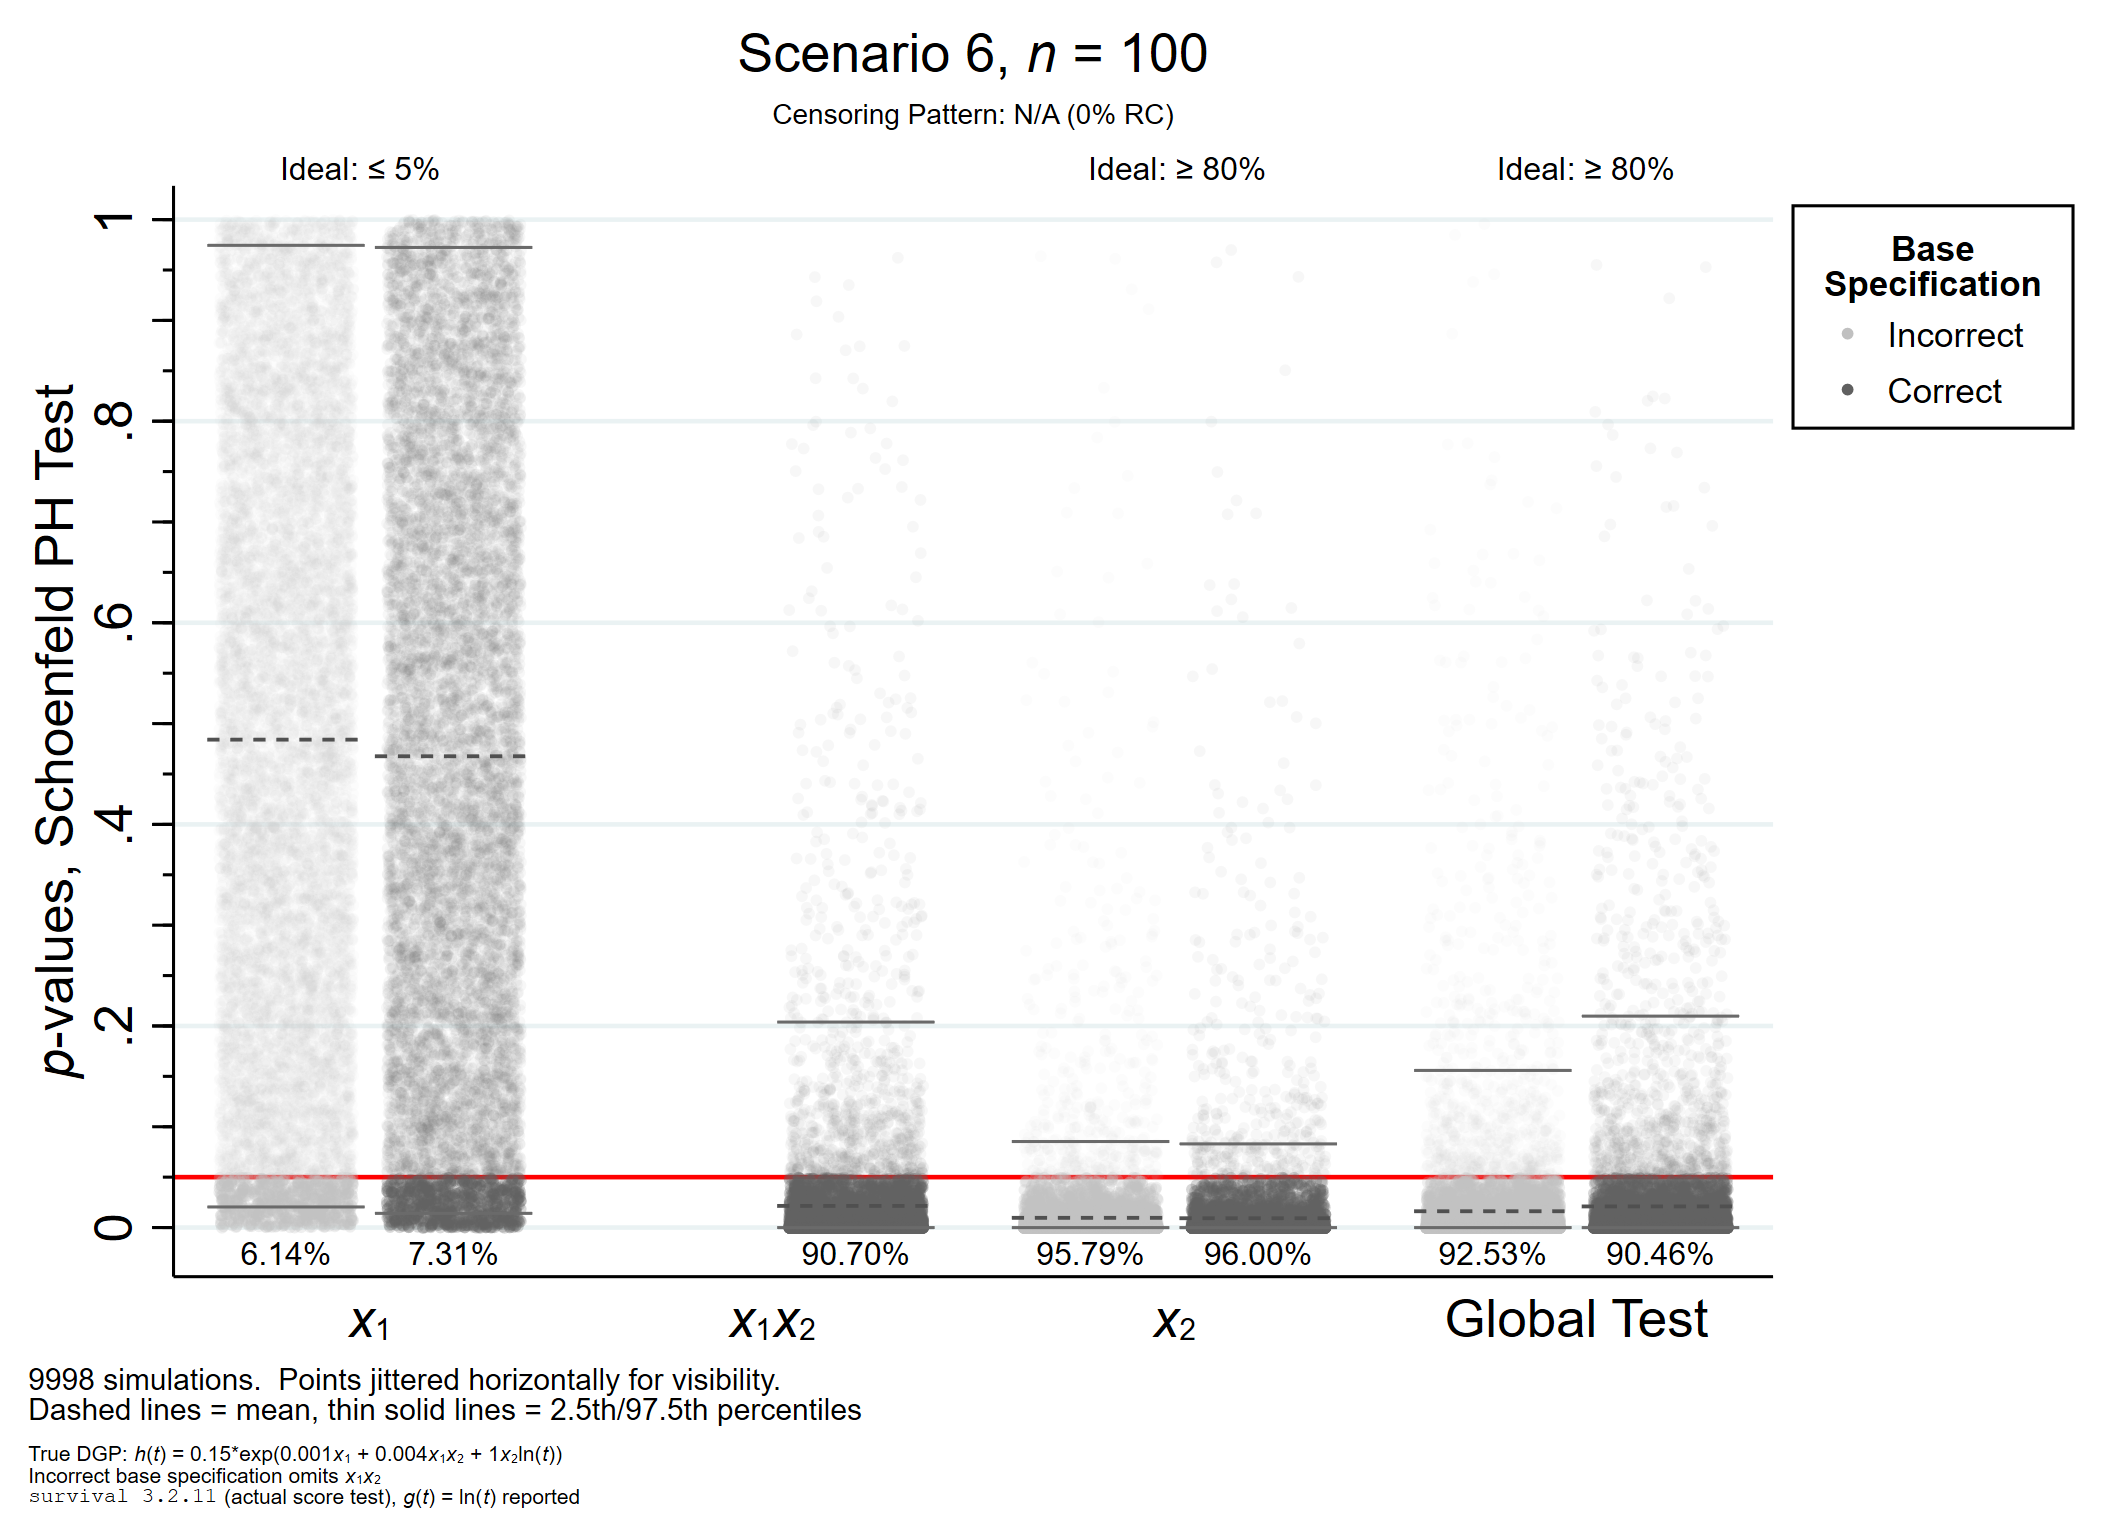 Scenario 6, n = 100
Censoring Pattern: N/A (0% RC)
Ideal: ≤ 5%
Ideal: ≥ 80%
Ideal: ≥ 80%
p-values, Schoenfeld PH Test
1
.8
.6
.4
.2
0
6.14%
7.31%
90.70%
95.79%
96.00%
92.53%
90.46%
x₁
x₁x₂
x₂
Global Test
Base
Specification
Incorrect
Correct
9998 simulations.  Points jittered horizontally for visibility.
Dashed lines = mean, thin solid lines = 2.5th/97.5th percentiles
True DGP: h(t) = 0.15*exp(0.001x₁ + 0.004x₁x₂ + 1x₂ln(t))
Incorrect base specification omits x₁x₂
survival 3.2.11 (actual score test), g(t) = ln(t) reported